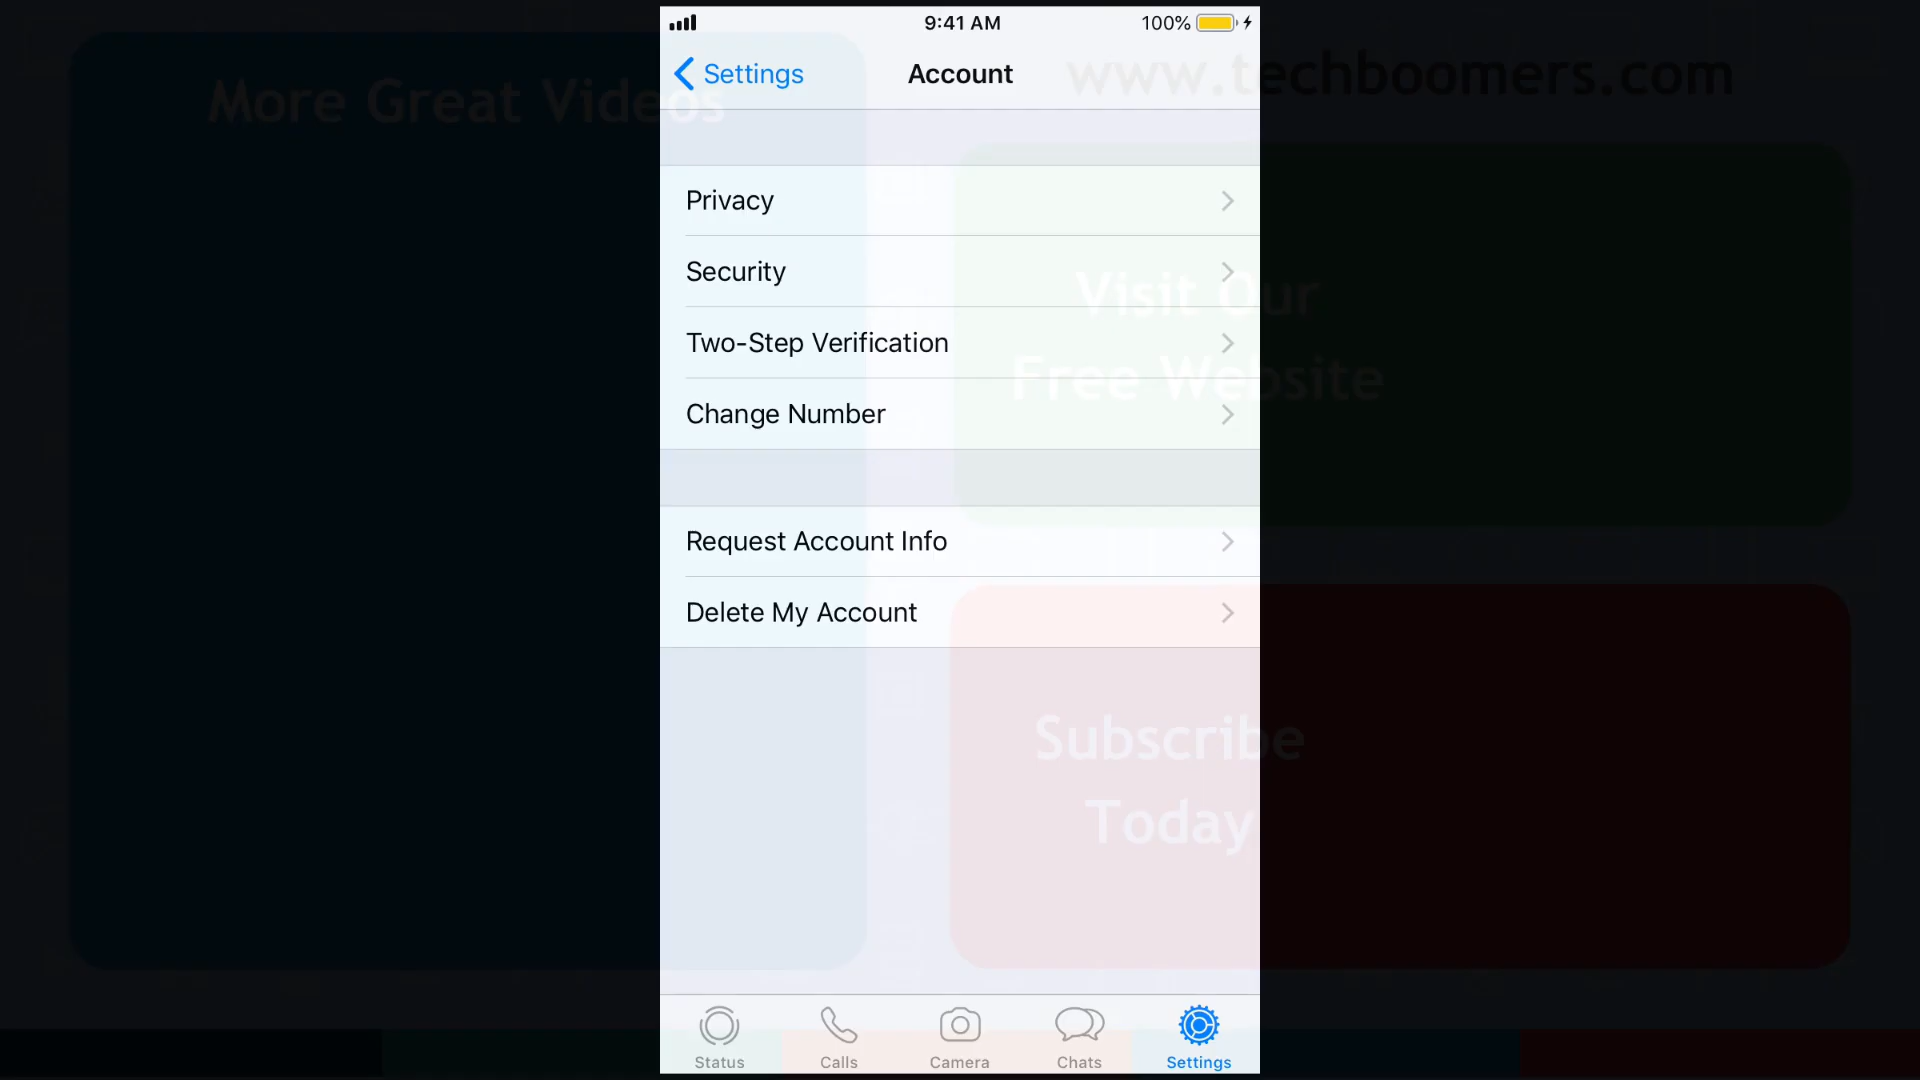 9:41 AM
100%
Settings
Account
More Great Videos
www.techboomers.com
Privacy
Security
Visit Our
Free Website
Two-Step Verification
Change Number
Request Account Info
Delete My Account
Subscribe
Today
Status
Calls
Camera
Chats
Settings